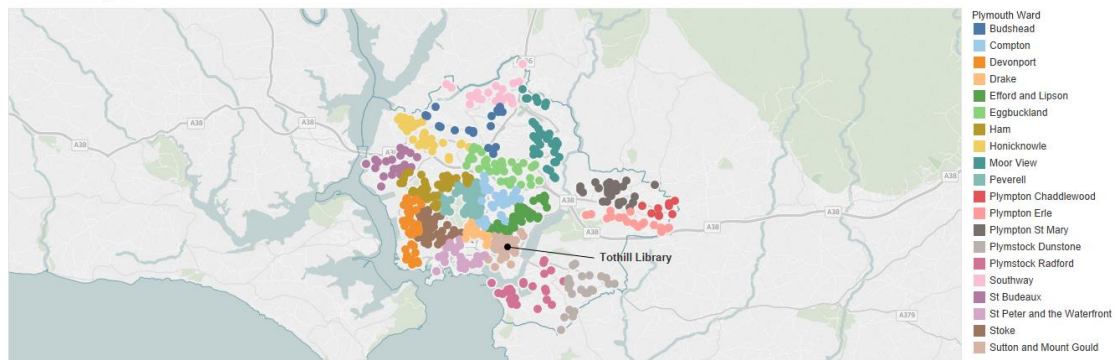 A38
A38
A38
A38
A38
A38
A379
Tothill Library
Plymouth Ward
Budshead
Compton
Devonport
Drake
Efford and Lipson
Eggbuckland
Ham
Honicknowle
Moor View
Peverell
Plympton Chaddlewood
Plympton Erle
Plympton St Mary
Plymstock Dunstone
Plymstock Radford
Southway
St Budeaux
St Peter and the Waterfront
Stoke
Sutton and Mount Gould